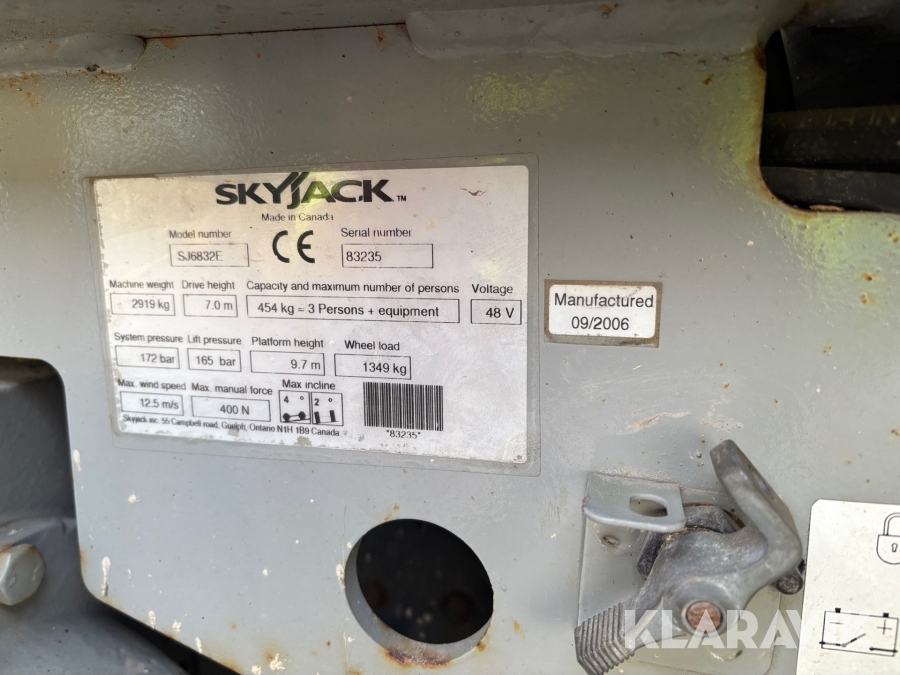 SKYJACK™
Made in Canada
Model number
Serial number
SJ6832E
CE
83235
Machine weight
Drive height
Capacity and maximum number of persons
Voltage
2919 kg
7.0 m
454 kg = 3 Persons + equipment
48 V
System pressure
Lift pressure
Platform height
Wheel load
172 bar
165 bar
9.7 m
1349 kg
Max. wind speed
Max. manual force
Max incline
12.5 m/s
400 N
4 °
2 °
Skyjack inc. 55 Campbell road, Guelph, Ontario N1H 1B9 Canada
*83235*
Manufactured
09/2006
KLARAVIK